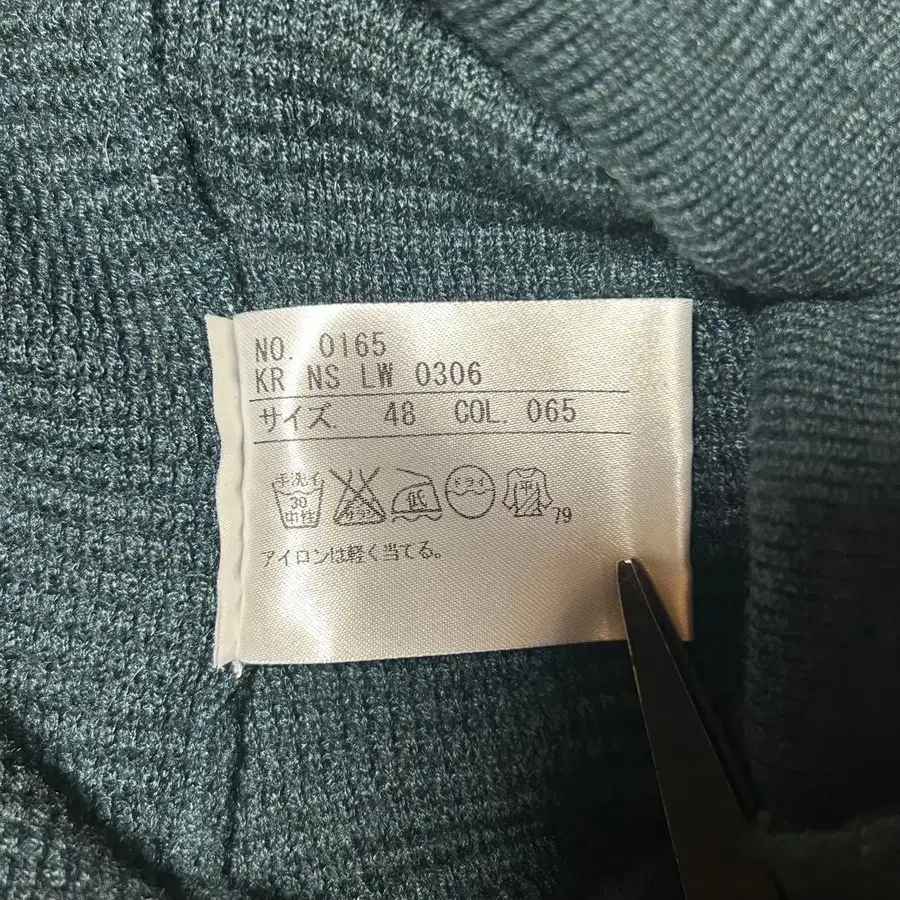 NO. 0165
KR NS LW 0306
サイズ 48 COL. 065
手洗イ 30 中性 低 ドライ 平 79
アイロンは軽く当てる。